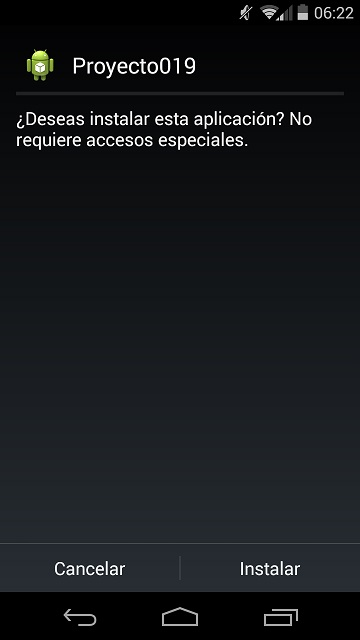 06:22
Proyecto019
¿Deseas instalar esta aplicación? No
requiere accesos especiales.
Cancelar
Instalar